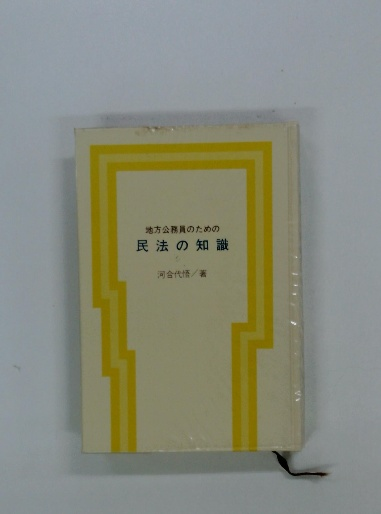 地方公務員のための
民法の知識
河合代悟/著